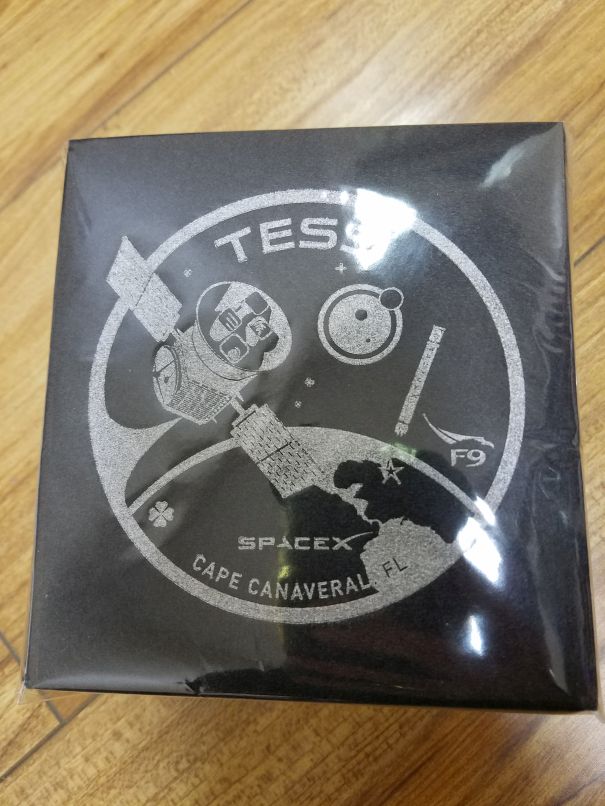 TESS
F9
SPACEX
CAPE CANAVERAL, FL